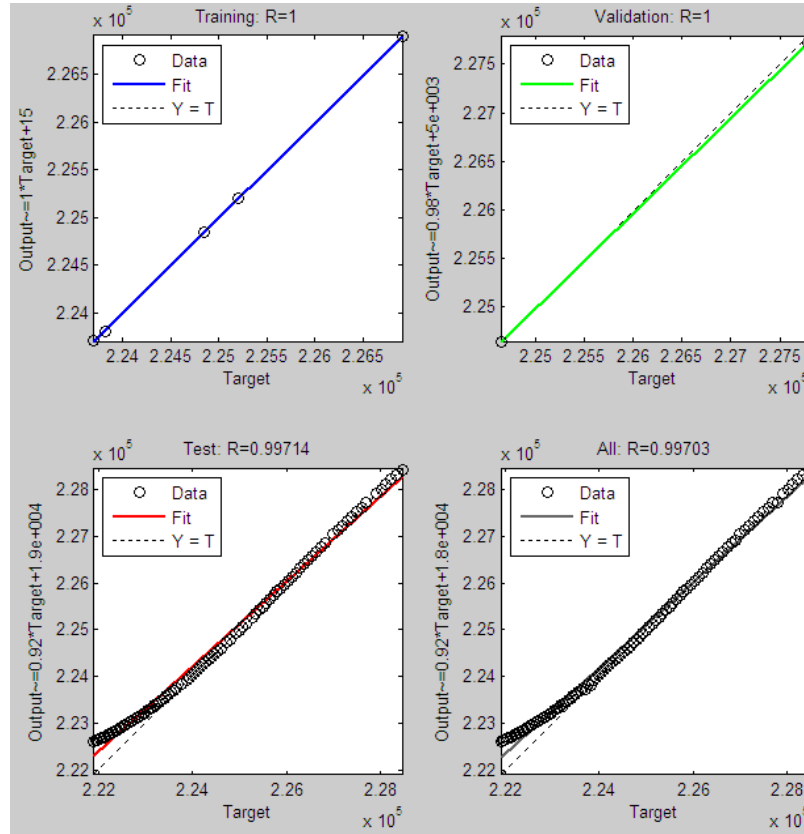 x 10^5
Training: R=1
Output~=1*Target+15
2.265
2.26
2.255
2.25
2.245
2.24
Data
Fit
Y = T
2.24 2.245 2.25 2.255 2.26 2.265
Target
x 10^5
x 10^5
Validation: R=1
Output~=0.98*Target+5e+003
2.275
2.27
2.265
2.26
2.255
2.25
Data
Fit
Y = T
2.25 2.255 2.26 2.265 2.27 2.275
Target
x 10^5
x 10^5
Test: R=0.99714
Output~=0.92*Target+1.9e+004
2.28
2.27
2.26
2.25
2.24
2.23
2.22
Data
Fit
Y = T
2.22 2.24 2.26 2.28
Target
x 10^5
x 10^5
All: R=0.99703
Output~=0.92*Target+1.8e+004
2.28
2.27
2.26
2.25
2.24
2.23
2.22
Data
Fit
Y = T
2.22 2.24 2.26 2.28
Target
x 10^5